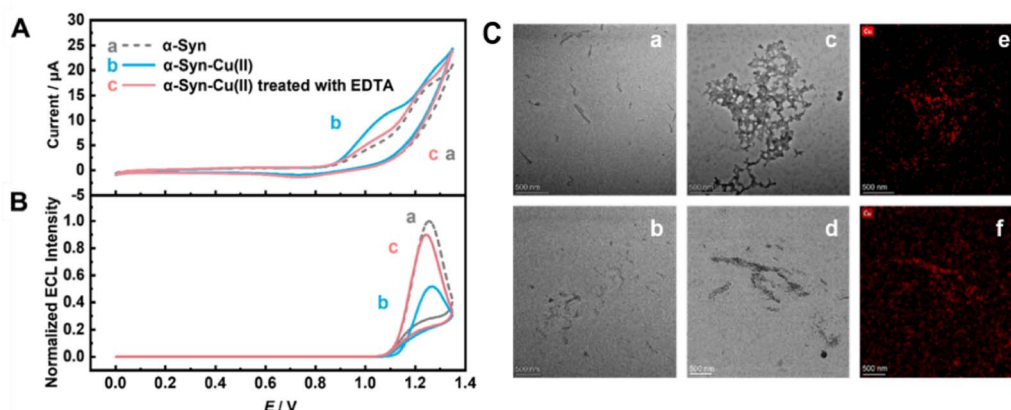 A
Current / μA
30
25
20
15
10
5
0
-5
a α-Syn
b α-Syn-Cu(II)
c α-Syn-Cu(II) treated with EDTA
b
c a
B
Normalized ECL Intensity
1.0
0.8
0.6
0.4
0.2
0.0
a
c
b
0.0 0.2 0.4 0.6 0.8 1.0 1.2 1.4
E / V
C
a
500 nm
c
500 nm
Cu
e
500 nm
b
500 nm
d
500 nm
Cu
f
500 nm